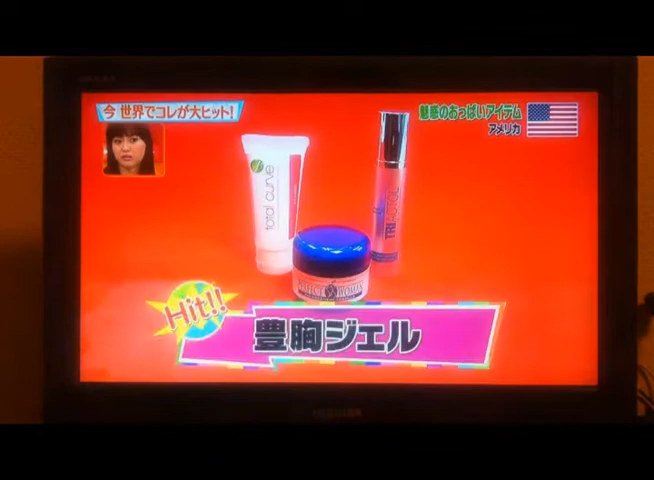 今 世界でコレが大ヒット!
魅惑のおっぱいアイテム
アメリカ
total curve
TRIACTOL
Hit!!
豊胸ジェル
TOSHIBA